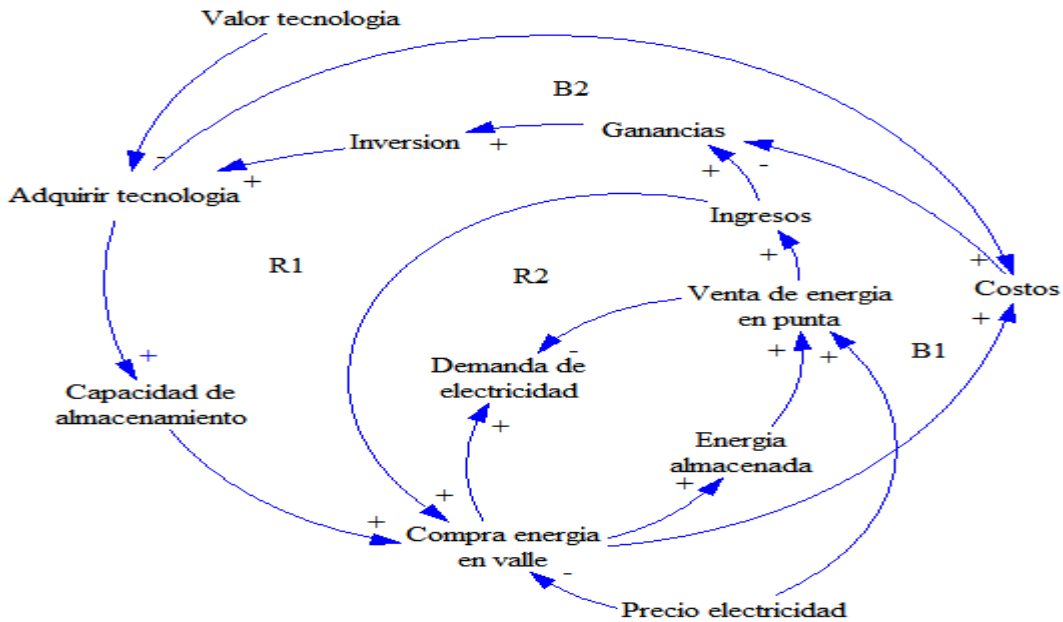 Valor tecnologia
B2
Ganancias
+
Inversion
+
+
-
-
+
Adquirir tecnologia
Ingresos
R1
R2
+
+
Costos
Venta de energia
en punta
+
+
+
B1
-
Demanda de
electricidad
+
Capacidad de
almacenamiento
+
Energia
almacenada
+
+
+
Compra energia
en valle
-
Precio electricidad